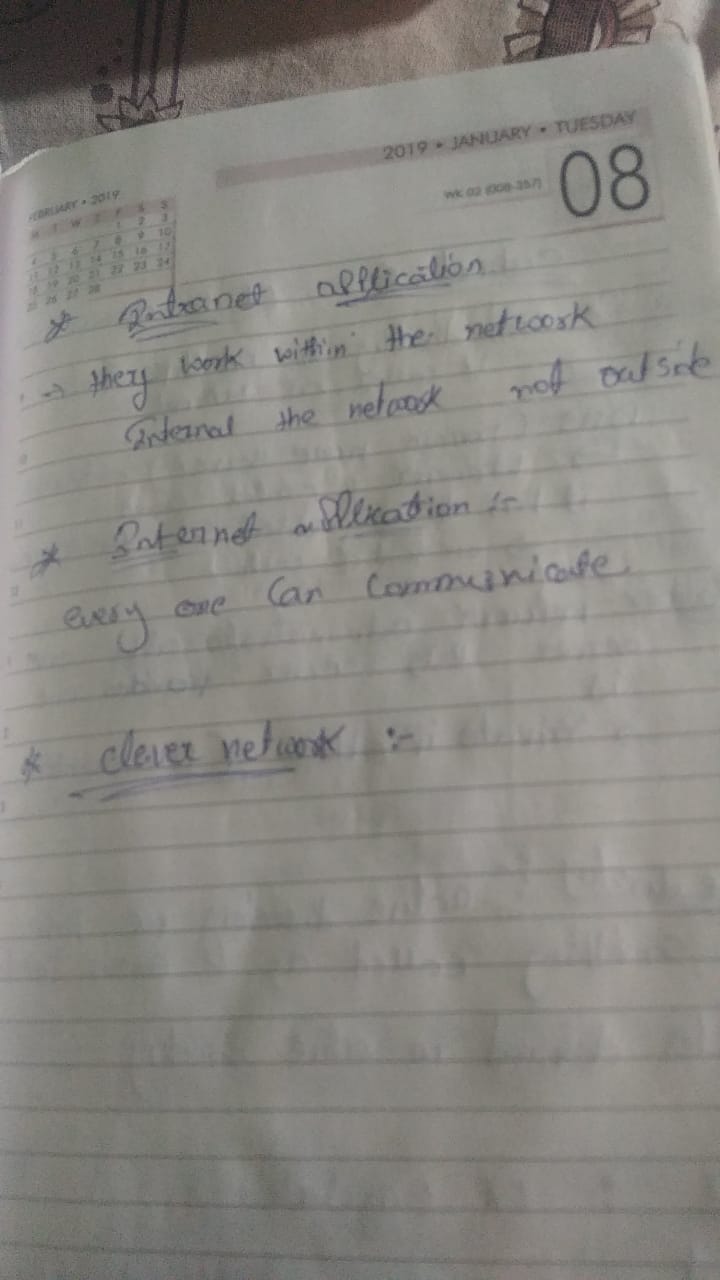 2019 • JANUARY • TUESDAY
WK 02 (008-357)
08
FEBRUARY • 2019
M T W T F S S
1 2 3
4 5 6 7 8 9 10
11 12 13 14 15 16 17
18 19 20 21 22 23 24
25 26 27 28
* Intranet application
→ they work within the network
Internal the network not outside
* Internet application :-
every one can communicate.
* clever network :-